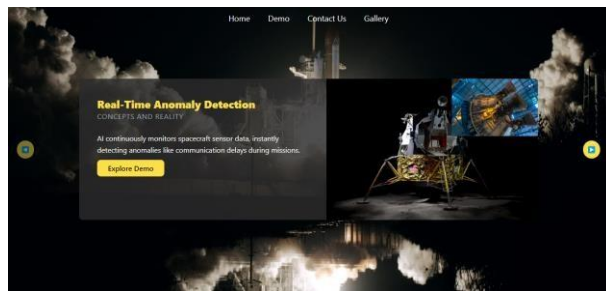 Home Demo Contact Us Gallery
Real-Time Anomaly Detection
CONCEPTS AND REALITY
AI continuously monitors spacecraft sensor data, instantly
detecting anomalies like communication delays during missions.
Explore Demo